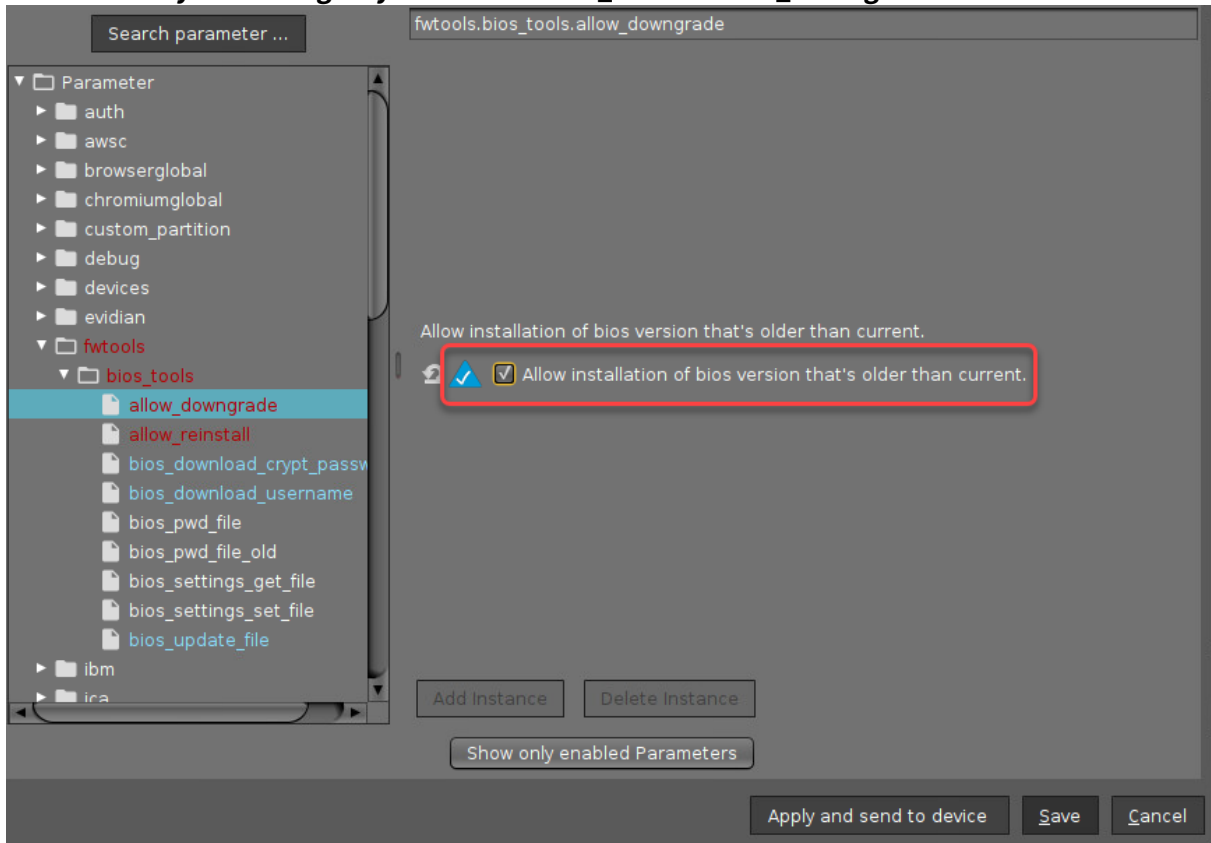 Search parameter ...
fwtools.bios_tools.allow_downgrade
Parameter
auth
awsc
browserglobal
chromiumglobal
custom_partition
debug
devices
evidian
fwtools
bios_tools
allow_downgrade
allow_reinstall
bios_download_crypt_passw
bios_download_username
bios_pwd_file
bios_pwd_file_old
bios_settings_get_file
bios_settings_set_file
bios_update_file
ibm
ica
Allow installation of bios version that's older than current.
Allow installation of bios version that's older than current.
Add Instance
Delete Instance
Show only enabled Parameters
Apply and send to device
Save
Cancel